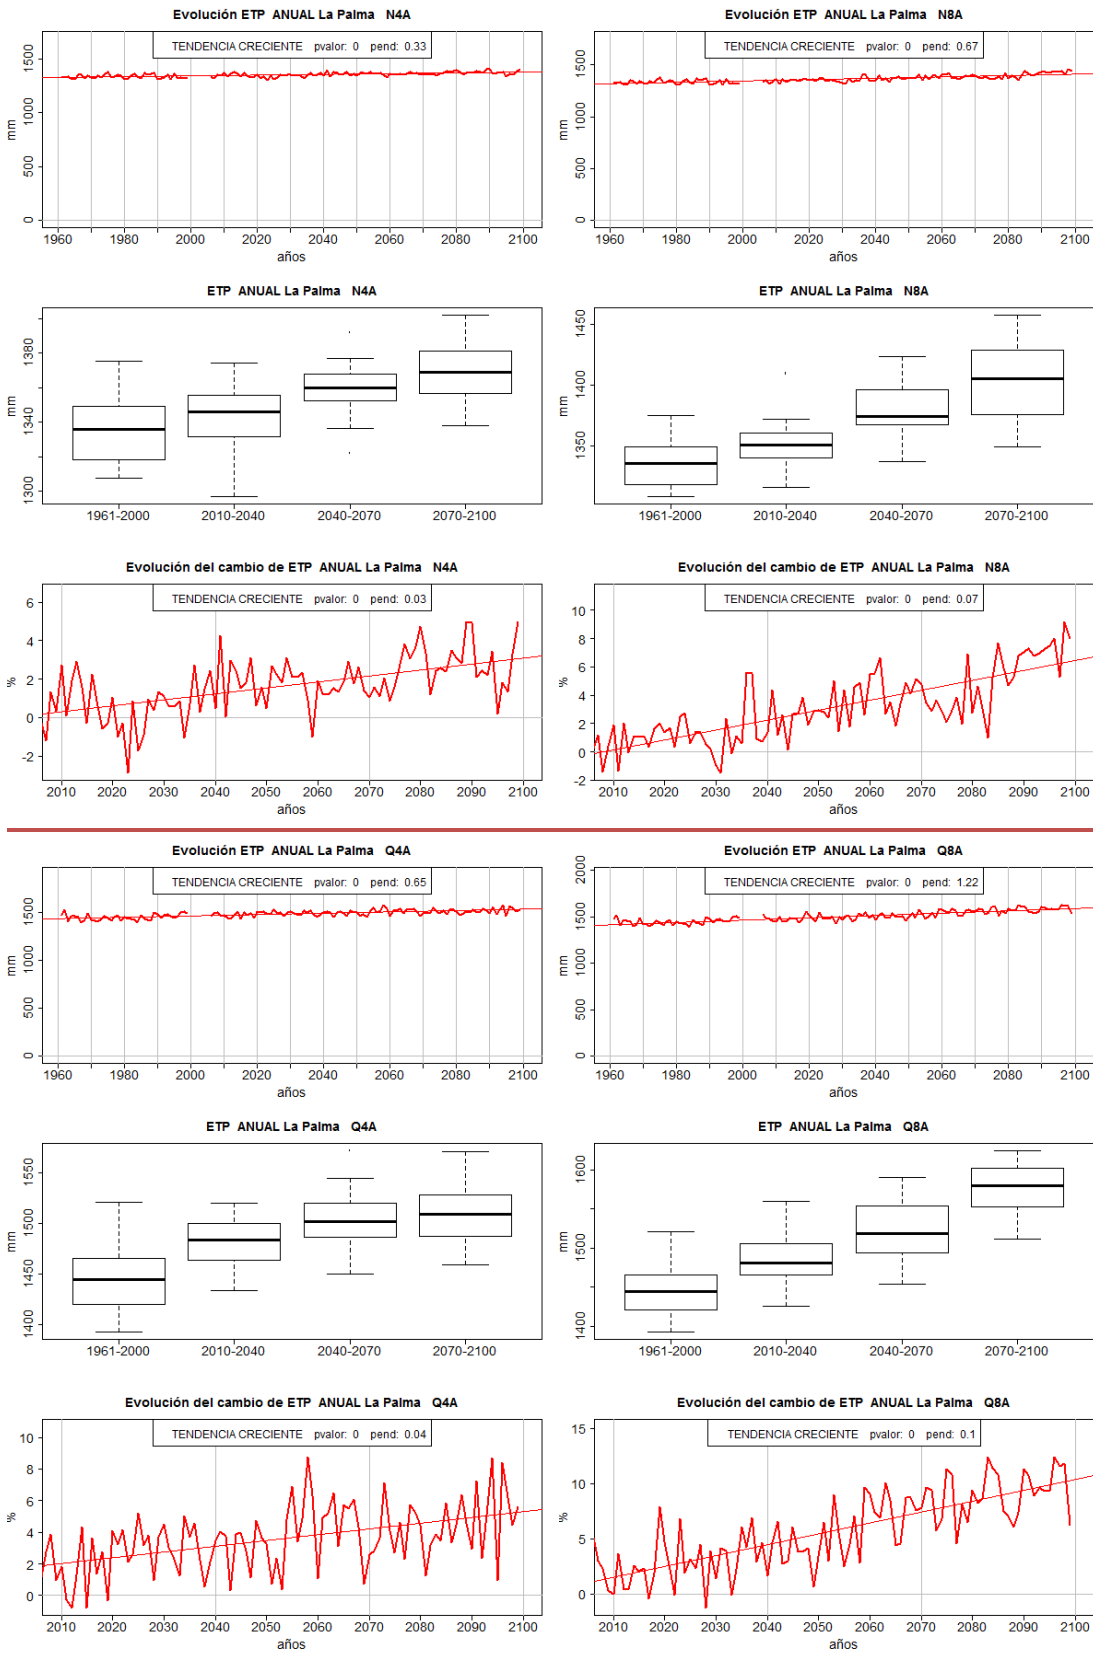 Evolución ETP ANUAL La Palma N4A
TENDENCIA CRECIENTE pvalor: 0 pend: 0.33
mm
0 500 1000 1500
1960 1980 2000 2020 2040 2060 2080 2100
años
Evolución ETP ANUAL La Palma N8A
TENDENCIA CRECIENTE pvalor: 0 pend: 0.67
mm
0 500 1000 1500
1960 1980 2000 2020 2040 2060 2080 2100
años
ETP ANUAL La Palma N4A
mm
1300 1340 1380
1961-2000 2010-2040 2040-2070 2070-2100
ETP ANUAL La Palma N8A
mm
1350 1400 1450
1961-2000 2010-2040 2040-2070 2070-2100
Evolución del cambio de ETP ANUAL La Palma N4A
TENDENCIA CRECIENTE pvalor: 0 pend: 0.03
%
-2 0 2 4 6
2010 2020 2030 2040 2050 2060 2070 2080 2090 2100
años
Evolución del cambio de ETP ANUAL La Palma N8A
TENDENCIA CRECIENTE pvalor: 0 pend: 0.07
%
-2 0 2 4 6 8 10
2010 2020 2030 2040 2050 2060 2070 2080 2090 2100
años
Evolución ETP ANUAL La Palma Q4A
TENDENCIA CRECIENTE pvalor: 0 pend: 0.65
mm
0 500 1000 1500
1960 1980 2000 2020 2040 2060 2080 2100
años
Evolución ETP ANUAL La Palma Q8A
TENDENCIA CRECIENTE pvalor: 0 pend: 1.22
mm
0 500 1000 1500 2000
1960 1980 2000 2020 2040 2060 2080 2100
años
ETP ANUAL La Palma Q4A
mm
1400 1450 1500 1550
1961-2000 2010-2040 2040-2070 2070-2100
ETP ANUAL La Palma Q8A
mm
1400 1500 1600
1961-2000 2010-2040 2040-2070 2070-2100
Evolución del cambio de ETP ANUAL La Palma Q4A
TENDENCIA CRECIENTE pvalor: 0 pend: 0.04
%
0 2 4 6 8 10
2010 2020 2030 2040 2050 2060 2070 2080 2090 2100
años
Evolución del cambio de ETP ANUAL La Palma Q8A
TENDENCIA CRECIENTE pvalor: 0 pend: 0.1
%
0 5 10 15
2010 2020 2030 2040 2050 2060 2070 2080 2090 2100
años